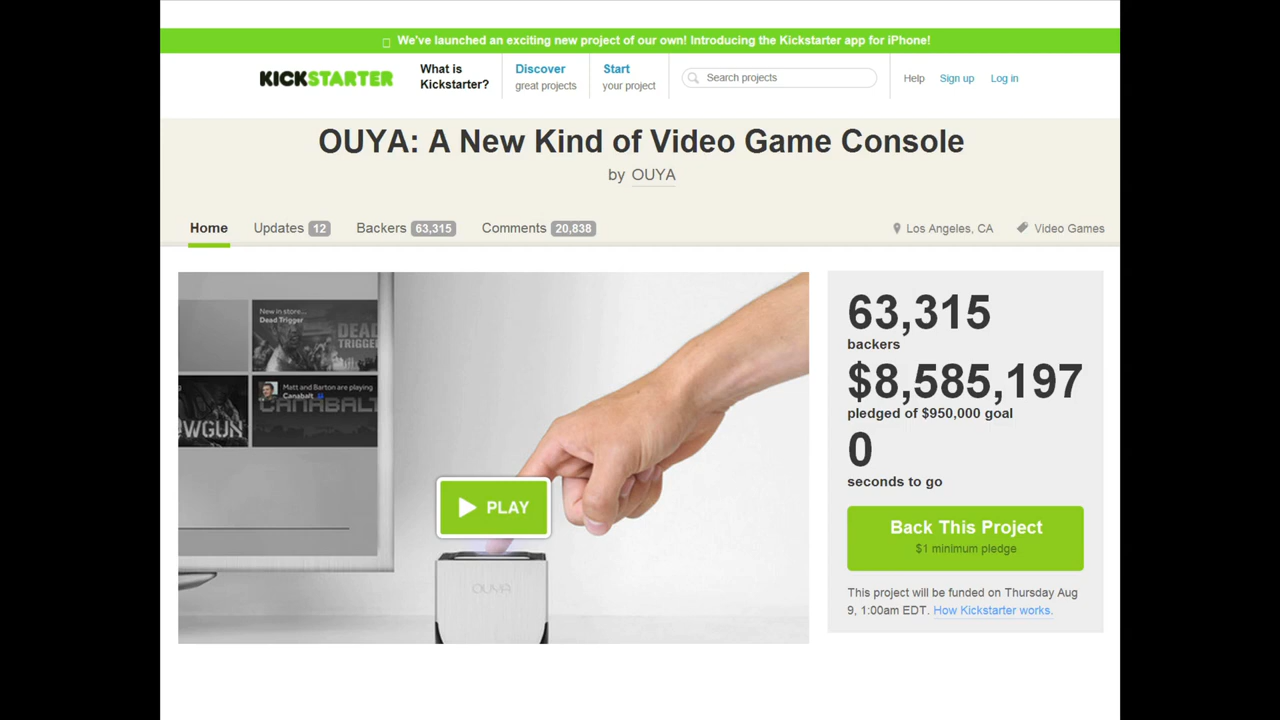 We've launched an exciting new project of our own! Introducing the Kickstarter app for iPhone!
KICKSTARTER
What is
Kickstarter?
Discover
great projects
Start
your project
Search projects
Help
Sign up
Log in
OUYA: A New Kind of Video Game Console
by OUYA
Home
Updates 12
Backers 63,315
Comments 20,838
Los Angeles, CA
Video Games
New in store...
Dead Trigger
DEAD
TRIGGER
Matt and Barton are playing
Canabalt
CANABALT
WGUN
PLAY
OUYA
63,315
backers
$8,585,197
pledged of $950,000 goal
0
seconds to go
Back This Project
$1 minimum pledge
This project will be funded on Thursday Aug
9, 1:00am EDT. How Kickstarter works.